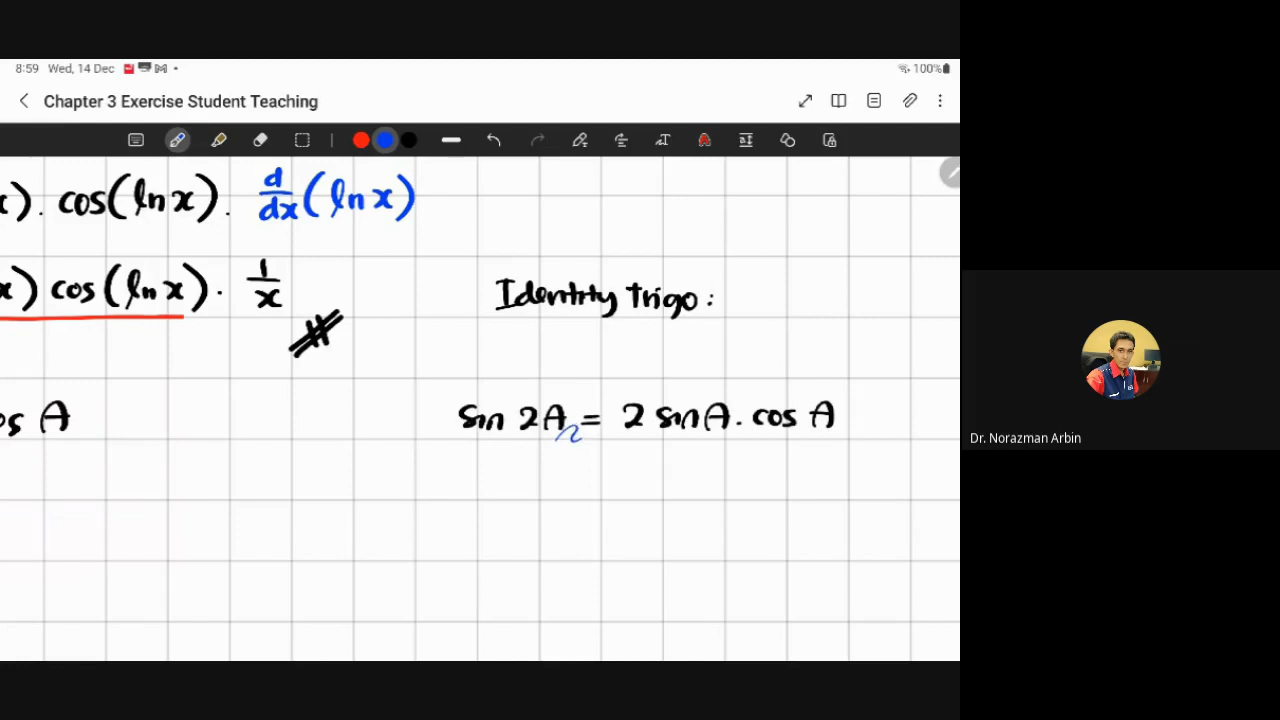 8:59 Wed, 14 Dec
100%
Chapter 3 Exercise Student Teaching
x). cos(ln x). d/dx (ln x)
x) cos(ln x). 1/x
Identity Trigo :
os A
sin 2A = 2 sin A. cos A
Dr. Norazman Arbin